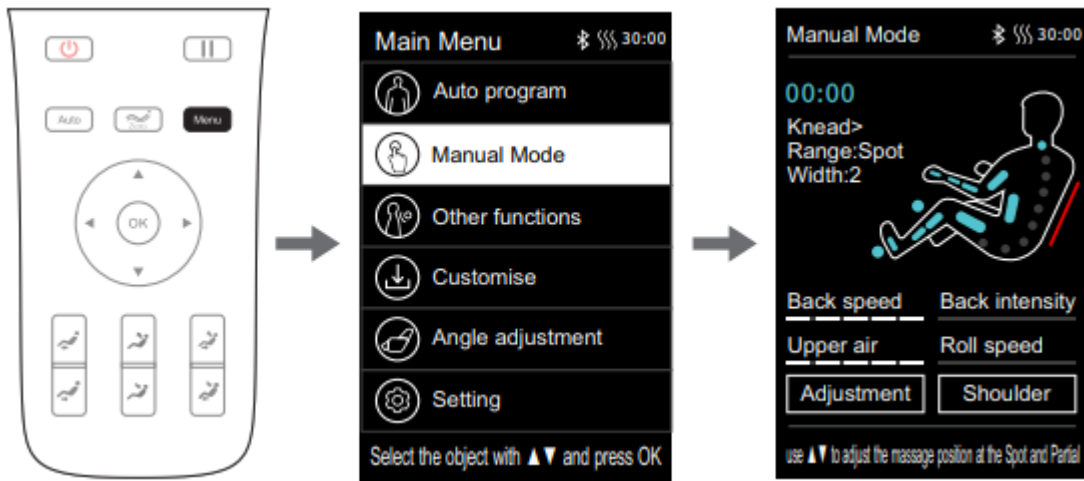 Auto
Zero
Menu
OK
Main Menu
30:00
Auto program
Manual Mode
Other functions
Customise
Angle adjustment
Setting
Select the object with ▲▼ and press OK
Manual Mode
30:00
00:00
Knead>
Range:Spot
Width:2
Back speed
Back intensity
Upper air
Roll speed
Adjustment
Shoulder
use ▲▼ to adjust the massage position at the Spot and Partial